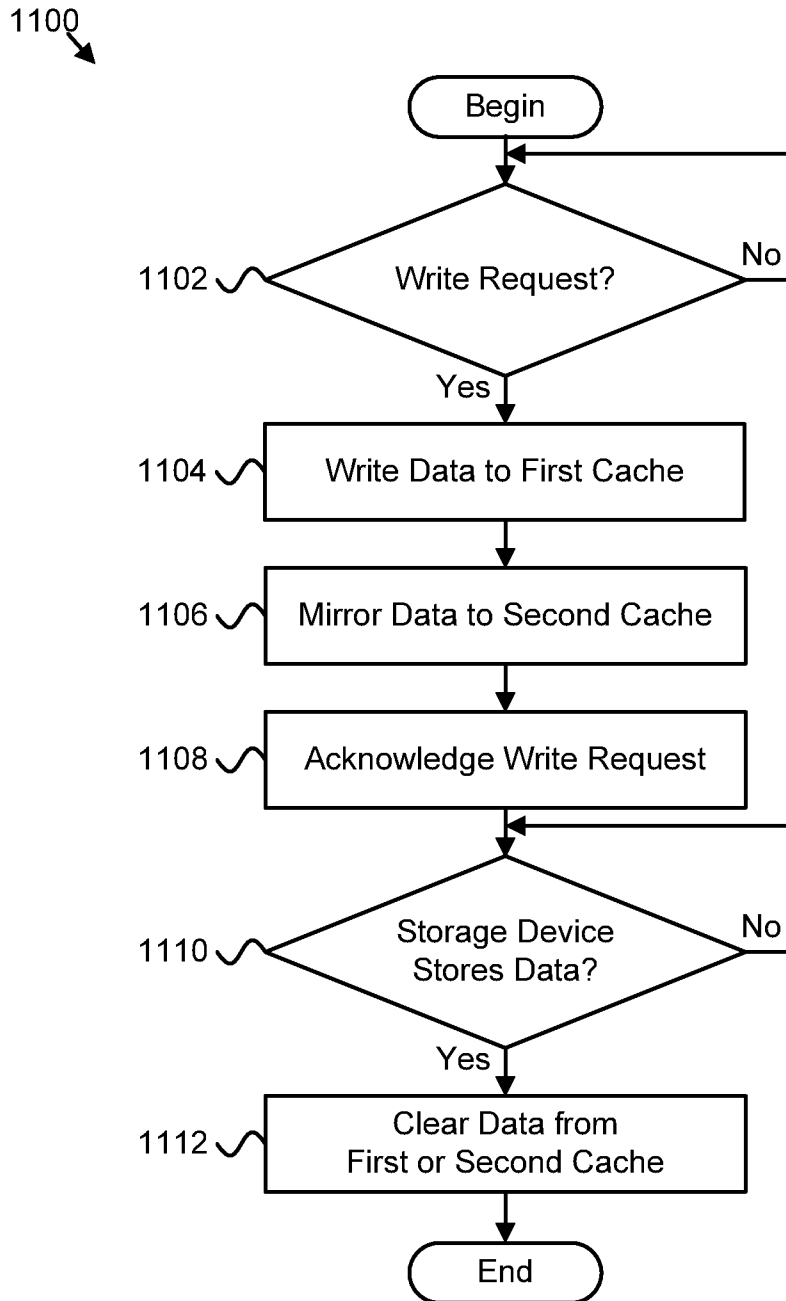 1100
Begin
No
1102
Write Request?
Yes
1104
Write Data to First Cache
1106
Mirror Data to Second Cache
1108
Acknowledge Write Request
No
1110
Storage Device
Stores Data?
Yes
1112
Clear Data from
First or Second Cache
End